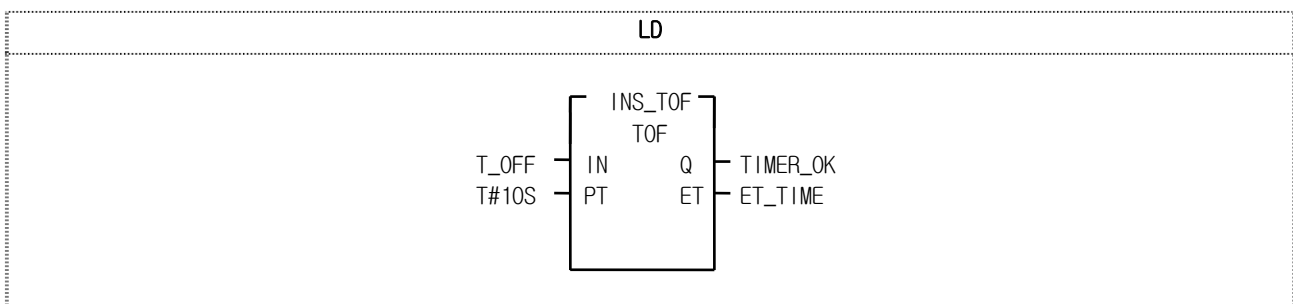 LD
INS_TOF
TOF
T_OFF IN Q TIMER_OK
T#10S PT ET ET_TIME